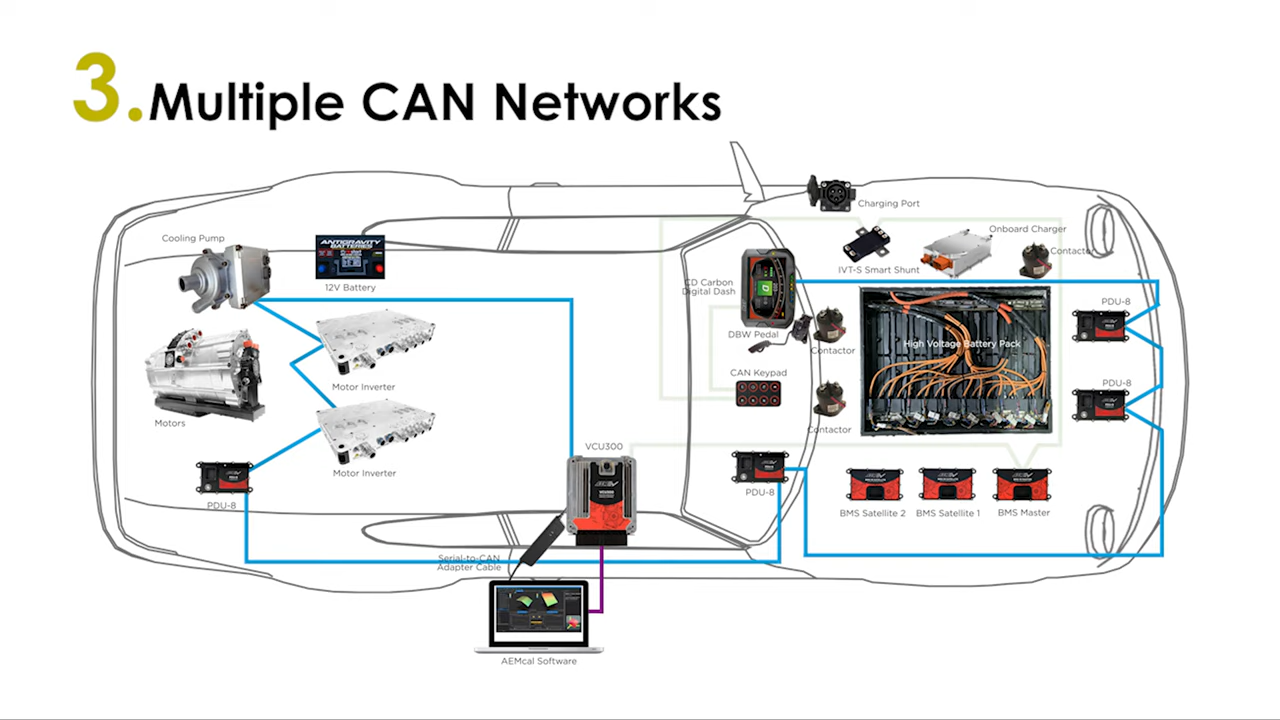 3. Multiple CAN Networks
Charging Port
Cooling Pump
ANTIGRAVITY
BATTERIES
12V Battery
Onboard Charger
Contactor
IVT-S Smart Shunt
CD Carbon
Digital Dash
PDU-8
DBW Pedal
Contactor
High Voltage Battery Pack
CAN Keypad
Motor Inverter
PDU-8
Motors
Contactor
Motor Inverter
VCU300
PDU-8
PDU-8
BMS Satellite 2
BMS Satellite 1
BMS Master
Serial-to-CAN
Adapter Cable
AEMcal Software